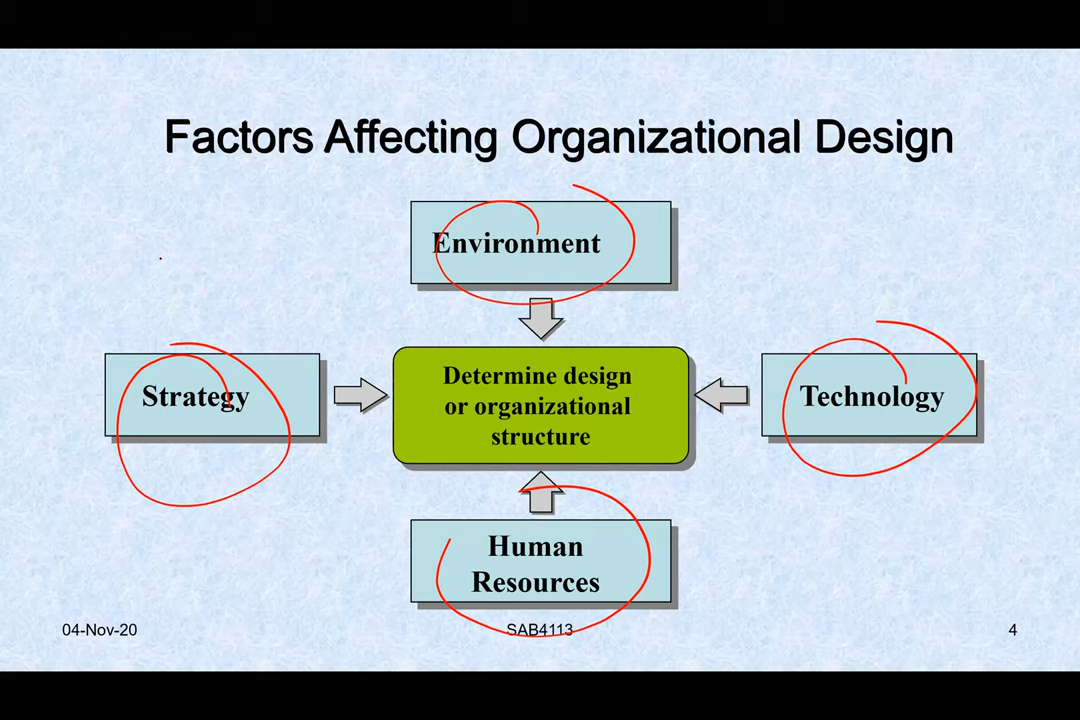 Factors Affecting Organizational Design
Environment
Strategy
Determine design
or organizational
structure
Technology
Human
Resources
04-Nov-20
SAB4113
4